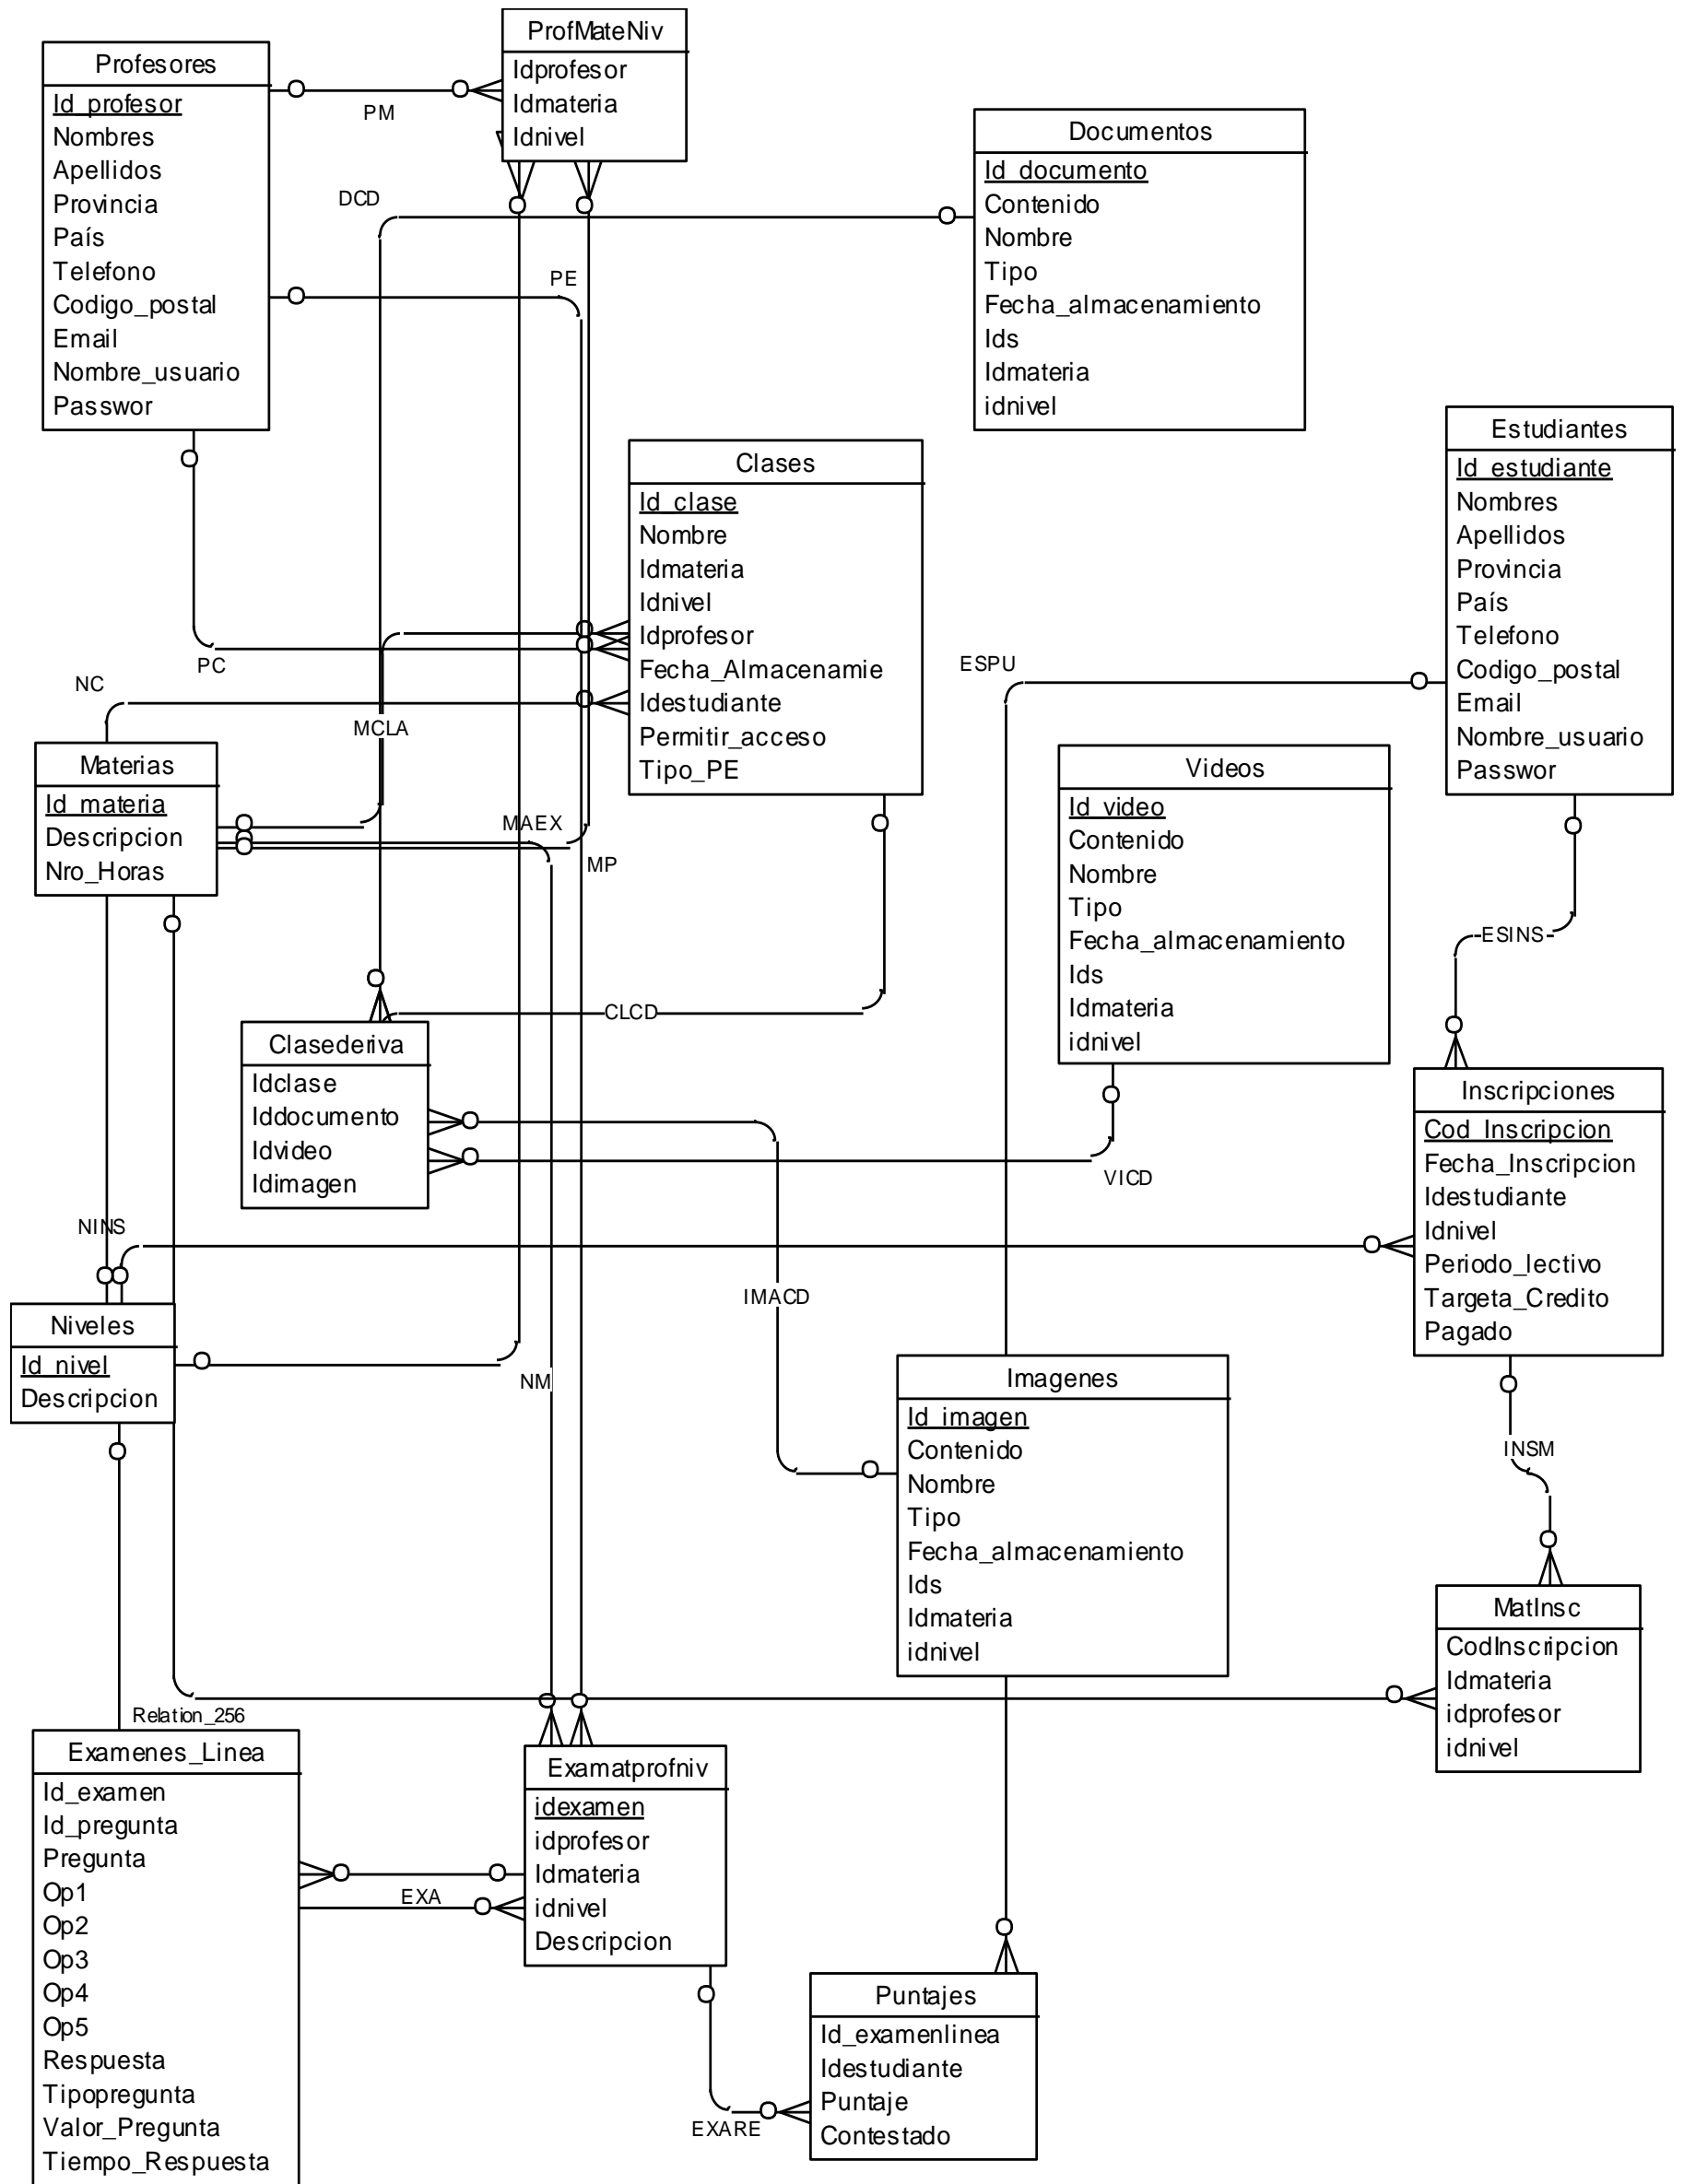 ProfMateNiv
Idprofesor
Idmateria
Idnivel
Profesores
Id_profesor
Nombres
Apellidos
Provincia
País
Telefono
Codigo_postal
Email
Nombre_usuario
Passwor
PM
Documentos
Id_documento
Contenido
Nombre
Tipo
Fecha_almacenamiento
Ids
Idmateria
idnivel
DCD
PE
Estudiantes
Id_estudiante
Nombres
Apellidos
Provincia
País
Telefono
Codigo_postal
Email
Nombre_usuario
Passwor
Clases
Id_clase
Nombre
Idmateria
Idnivel
Idprofesor
Fecha_Almacenamie
Idestudiante
Permitir_acceso
Tipo_PE
PC
NC
MCLA
ESPU
Materias
Id_materia
Descripcion
Nro_Horas
MAEX
MP
Videos
Id_video
Contenido
Nombre
Tipo
Fecha_almacenamiento
Ids
Idmateria
idnivel
ESINS
CLCD
Clasederiva
Idclase
Iddocumento
Idvideo
Idimagen
VICD
Inscripciones
Cod_Inscripcion
Fecha_Inscripcion
Idestudiante
Idnivel
Periodo_lectivo
Targeta_Credito
Pagado
NINS
IMACD
Niveles
Id_nivel
Descripcion
NM
Imagenes
Id_imagen
Contenido
Nombre
Tipo
Fecha_almacenamiento
Ids
Idmateria
idnivel
INSM
MatInsc
CodInscripcion
Idmateria
idprofesor
idnivel
Relation_256
Examenes_Linea
Id_examen
Id_pregunta
Pregunta
Op1
Op2
Op3
Op4
Op5
Respuesta
Tipopregunta
Valor_Pregunta
Tiempo_Respuesta
EXA
Examatprofniv
idexamen
idprofesor
Idmateria
idnivel
Descripcion
EXARE
Puntajes
Id_examenlinea
Idestudiante
Puntaje
Contestado